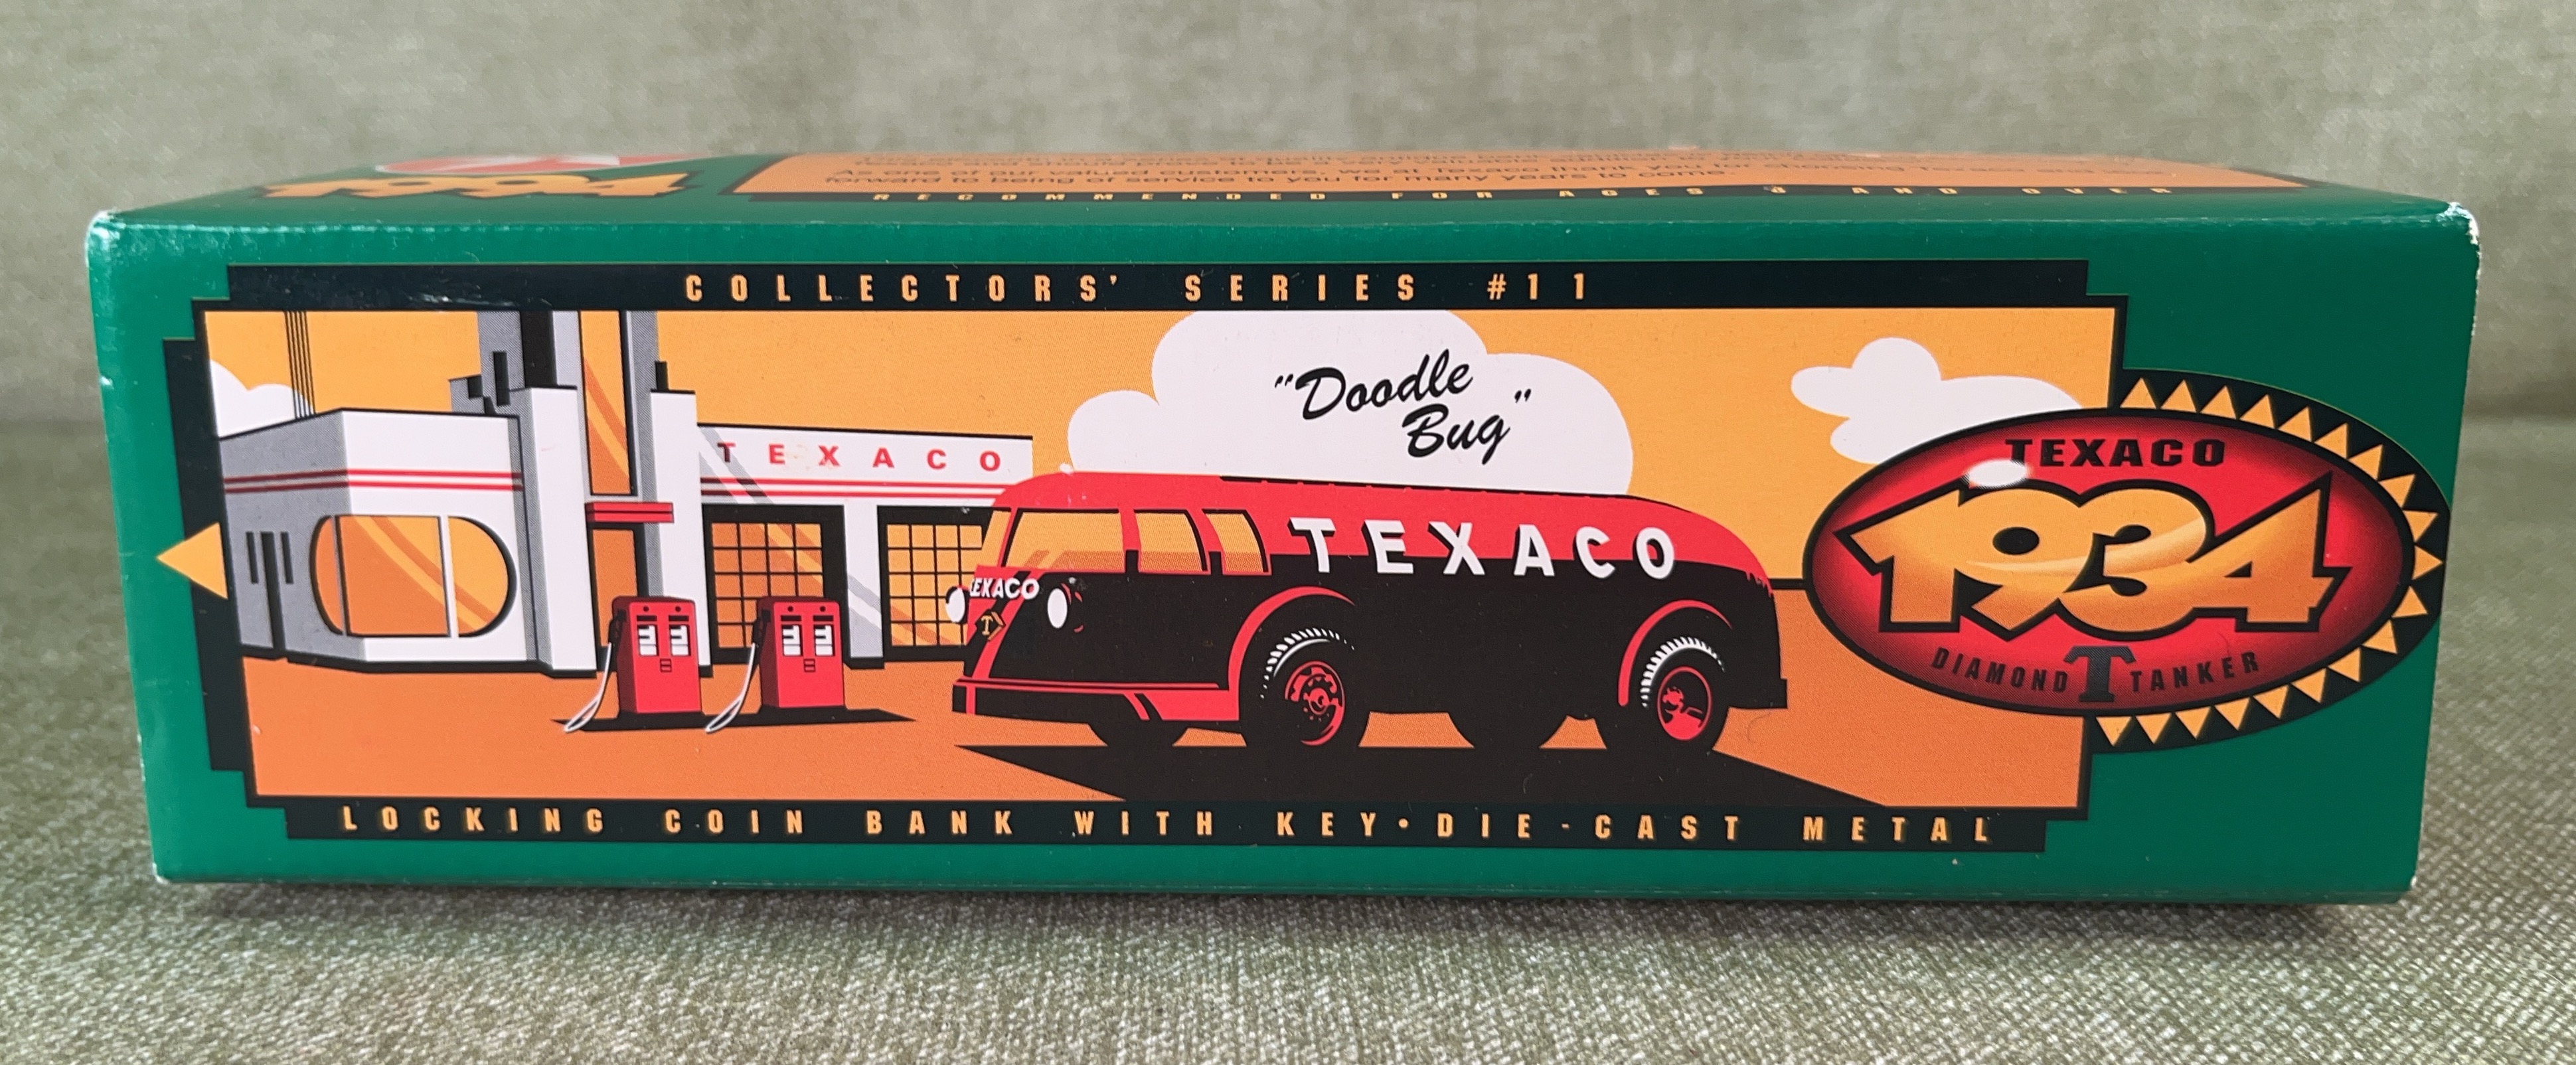 1994
As one of our valued customers, we at Texaco thank you for choosing Texaco and look
forward to being of service to you for many years to come.
RECOMMENDED FOR AGES 3 AND OVER
COLLECTORS' SERIES #11
"Doodle
Bug"
TEXACO
TEXACO
TEXACO
T
TEXACO
1934
DIAMOND T TANKER
LOCKING COIN BANK WITH KEY•DIE-CAST METAL